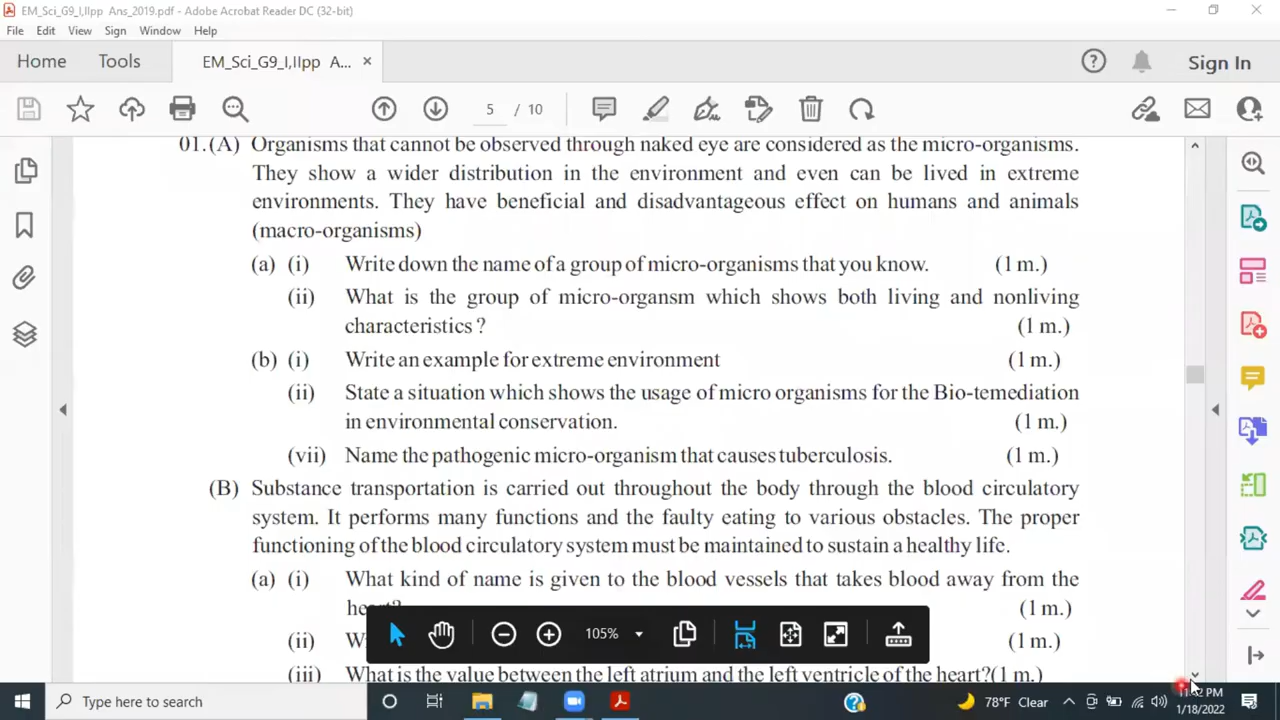 EM_Sci_G9_I,IIpp Ans_2019.pdf - Adobe Acrobat Reader DC (32-bit)
File Edit View Sign Window Help
Home Tools EM_Sci_G9_I,IIpp A... × Sign In
5 / 10
01.(A) Organisms that cannot be observed through naked eye are considered as the micro-organisms.
They show a wider distribution in the environment and even can be lived in extreme
environments. They have beneficial and disadvantageous effect on humans and animals
(macro-organisms)
(a) (i) Write down the name of a group of micro-organisms that you know. (1 m.)
(ii) What is the group of micro-organsm which shows both living and nonliving
characteristics ? (1 m.)
(b) (i) Write an example for extreme environment (1 m.)
(ii) State a situation which shows the usage of micro organisms for the Bio-temediation
in environmental conservation. (1 m.)
(vii) Name the pathogenic micro-organism that causes tuberculosis. (1 m.)
(B) Substance transportation is carried out throughout the body through the blood circulatory
system. It performs many functions and the faulty eating to various obstacles. The proper
functioning of the blood circulatory system must be maintained to sustain a healthy life.
(a) (i) What kind of name is given to the blood vessels that takes blood away from the
(1 m.)
105%
(ii) (1 m.)
(iii) What is the value between the left atrium and the left ventricle of the heart?(1 m.)
Type here to search
78°F Clear
PM
1/18/2022